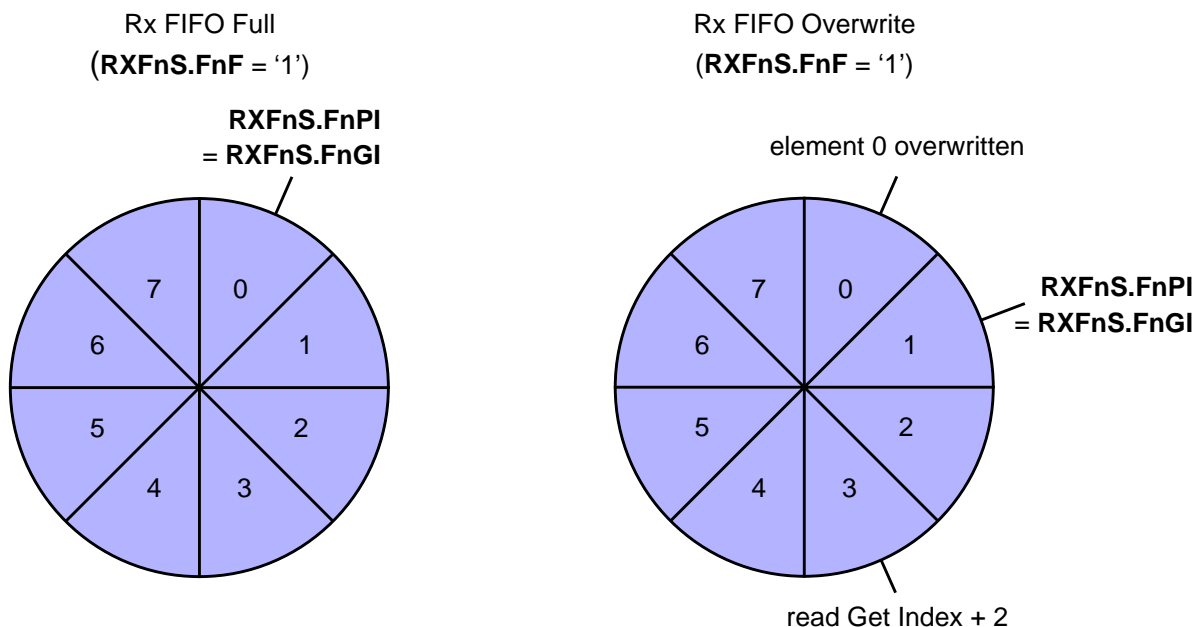 Rx FIFO Full
(RXFnS.FnF = ‘1’)
RXFnS.FnPI
= RXFnS.FnGI
7
0
6
1
5
2
4
3
Rx FIFO Overwrite
(RXFnS.FnF = ‘1’)
element 0 overwritten
RXFnS.FnPI
= RXFnS.FnGI
7
0
6
1
5
2
4
3
read Get Index + 2